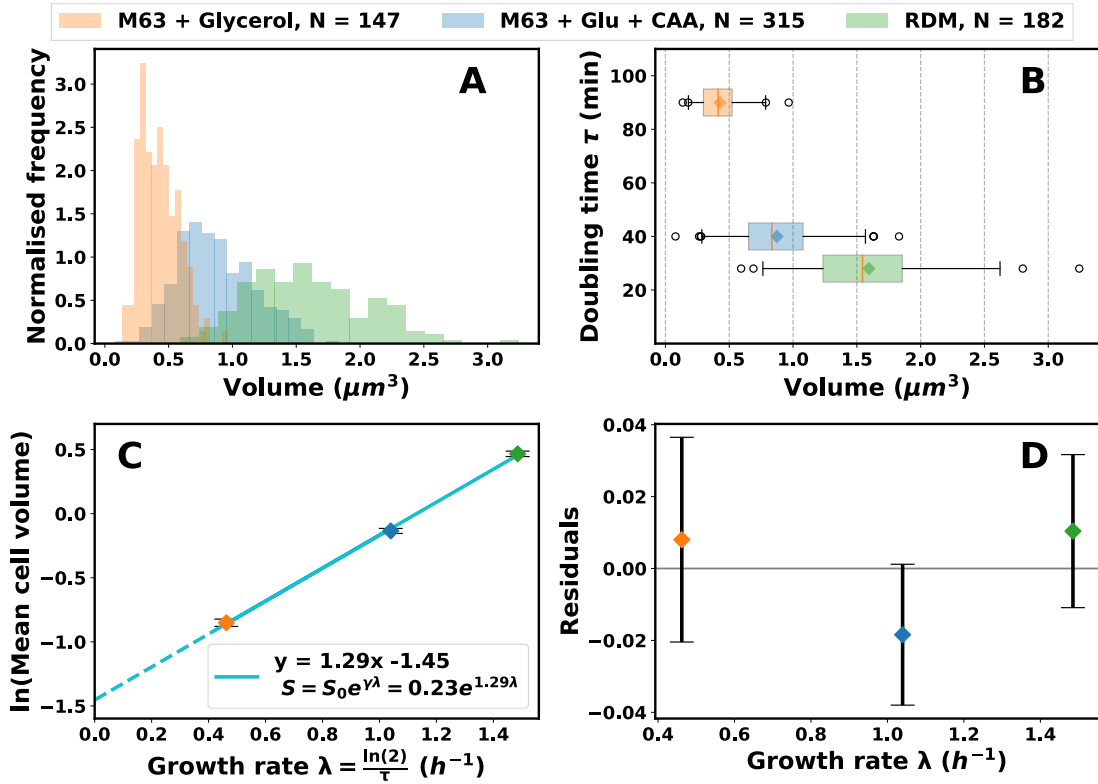 M63 + Glycerol, N = 147
M63 + Glu + CAA, N = 315
RDM, N = 182
A
Normalised frequency
3.0
2.5
2.0
1.5
1.0
0.5
0.0
0.0 0.5 1.0 1.5 2.0 2.5 3.0
Volume (μm³)
B
Doubling time τ (min)
100
80
60
40
20
0.0 0.5 1.0 1.5 2.0 2.5 3.0
Volume (μm³)
C
ln(Mean cell volume)
0.5
0.0
−0.5
−1.0
−1.5
y = 1.29x -1.45
S = S₀e^{γλ} = 0.23e^{1.29λ}
0.0 0.2 0.4 0.6 0.8 1.0 1.2 1.4
Growth rate λ = ln(2)/τ (h⁻¹)
D
Residuals
0.04
0.02
0.00
−0.02
−0.04
0.4 0.6 0.8 1.0 1.2 1.4
Growth rate λ (h⁻¹)